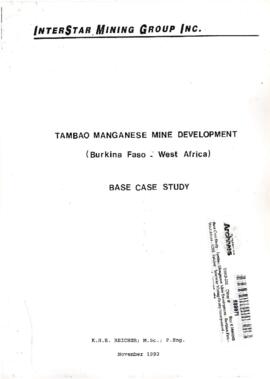 INTERSTAR MINING GROUP INC.
TAMBAO MANGANESE MINE DEVELOPMENT
(Burkina Faso - West Africa)
BASE CASE STUDY
Archives
K.H.E. REICHER; M.Sc.; P.Eng.
November 1993